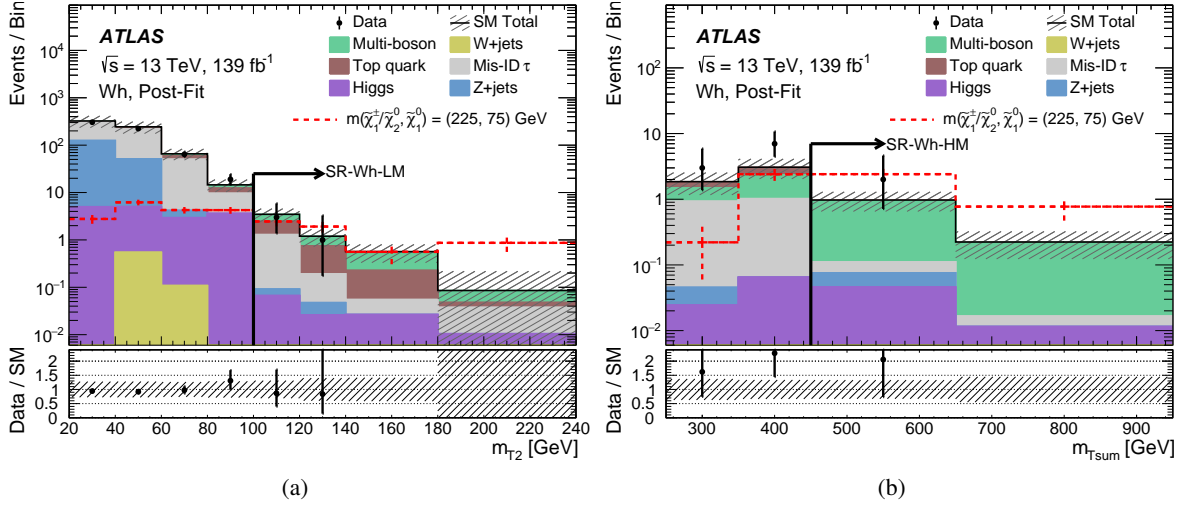 Events / Bin
10⁴
10³
10²
10
1
10⁻¹
10⁻²
ATLAS
√s = 13 TeV, 139 fb⁻¹
Wh, Post-Fit
Data
SM Total
Multi-boson
W+jets
Top quark
Mis-ID τ
Higgs
Z+jets
m(χ̃₁±/χ̃₂⁰, χ̃₁⁰) = (225, 75) GeV
SR-Wh-LM
Data / SM
2
1.5
1
0.5
0
20 40 60 80 100 120 140 160 180 200 220 240
m_T2 [GeV]
(a)
Events / Bin
10²
10
1
10⁻¹
10⁻²
ATLAS
√s = 13 TeV, 139 fb⁻¹
Wh, Post-Fit
Data
SM Total
Multi-boson
W+jets
Top quark
Mis-ID τ
Higgs
Z+jets
m(χ̃₁±/χ̃₂⁰, χ̃₁⁰) = (225, 75) GeV
SR-Wh-HM
Data / SM
2
1.5
1
0.5
0
300 400 500 600 700 800 900
m_Tsum [GeV]
(b)